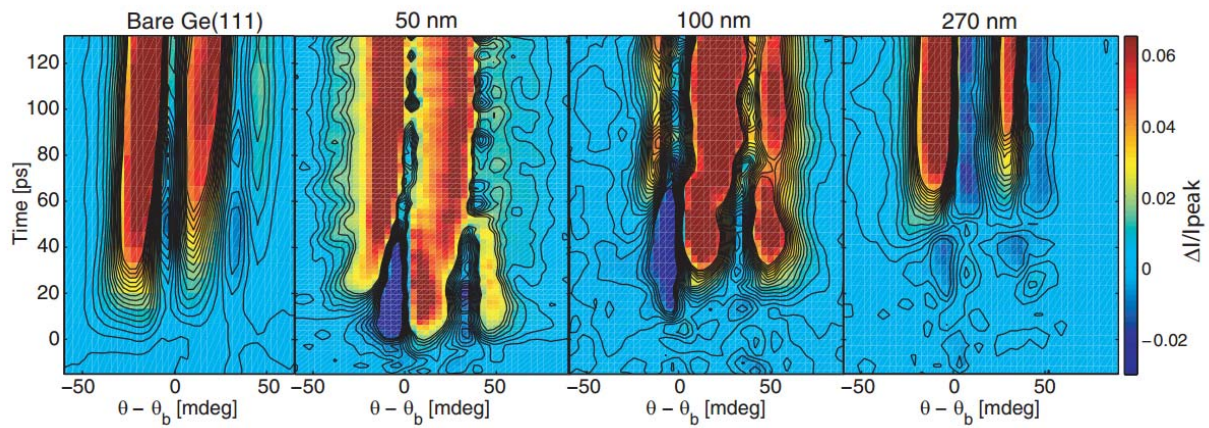 Bare Ge(111) 50 nm 100 nm 270 nm
Time [ps]
120
100
80
60
40
20
0
−50 0 50 −50 0 50 −50 0 50 −50 0 50
θ − θb [mdeg] θ − θb [mdeg] θ − θb [mdeg] θ − θb [mdeg]
0.06
0.04
0.02
0
−0.02
ΔI/Ipeak